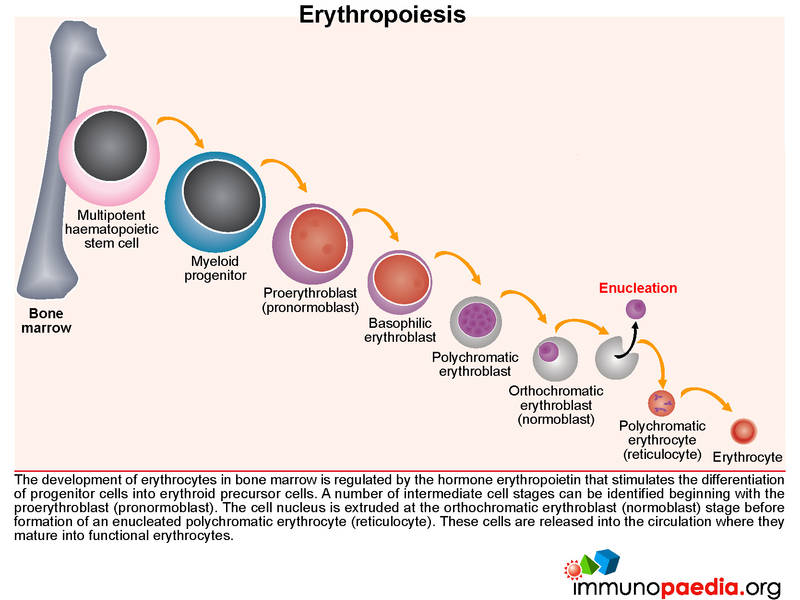 Erythropoiesis
Multipotent
haematopoietic
stem cell
Myeloid
progenitor
Proerythroblast
(pronormoblast)
Basophilic
erythroblast
Polychromatic
erythroblast
Orthochromatic
erythroblast
(normoblast)
Enucleation
Polychromatic
erythrocyte
(reticulocyte)
Erythrocyte
Bone
marrow
The development of erythrocytes in bone marrow is regulated by the hormone erythropoietin that stimulates the differentiation
of progenitor cells into erythroid precursor cells. A number of intermediate cell stages can be identified beginning with the
proerythroblast (pronormoblast). The cell nucleus is extruded at the orthochromatic erythroblast (normoblast) stage before
formation of an enucleated polychromatic erythrocyte (reticulocyte). These cells are released into the circulation where they
mature into functional erythrocytes.
immunopaedia.org